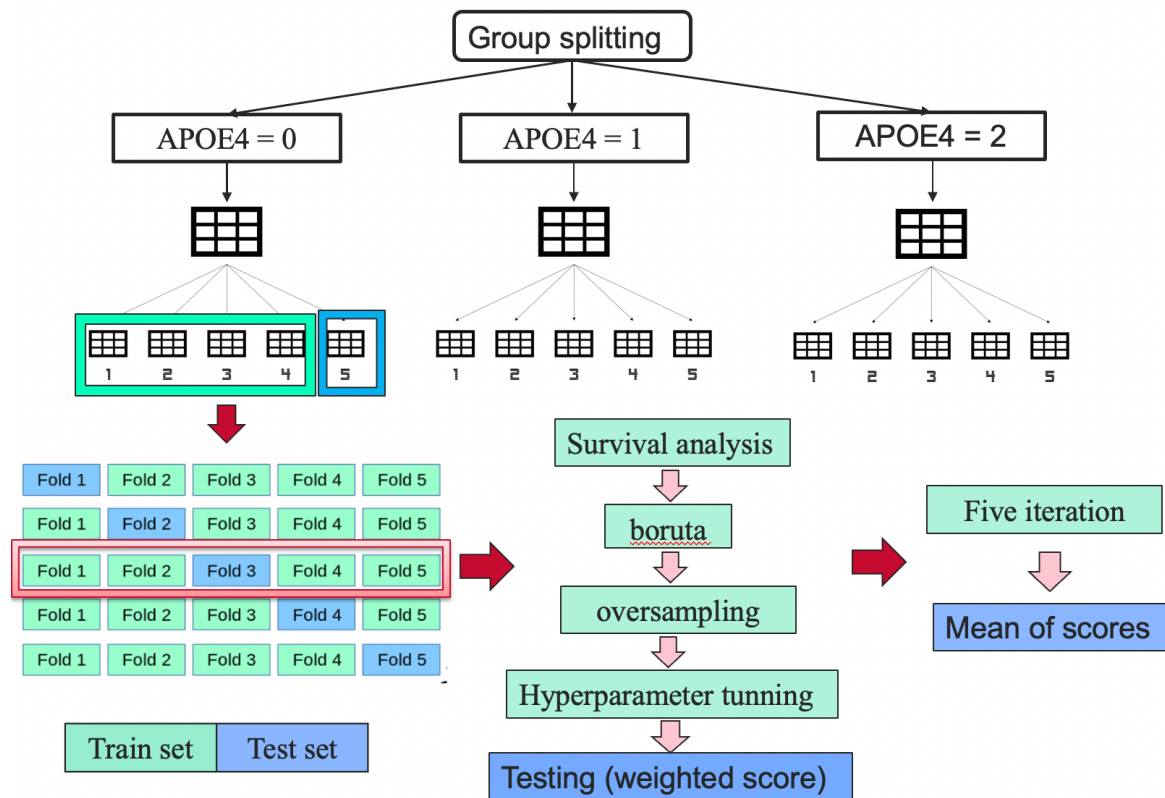 Group splitting
APOE4 = 0
APOE4 = 1
APOE4 = 2
1 2 3 4 5
1 2 3 4 5
1 2 3 4 5
Fold 1 Fold 2 Fold 3 Fold 4 Fold 5
Fold 1 Fold 2 Fold 3 Fold 4 Fold 5
Fold 1 Fold 2 Fold 3 Fold 4 Fold 5
Fold 1 Fold 2 Fold 3 Fold 4 Fold 5
Fold 1 Fold 2 Fold 3 Fold 4 Fold 5
Train set
Test set
Survival analysis
boruta
oversampling
Hyperparameter tunning
Testing (weighted score)
Five iteration
Mean of scores